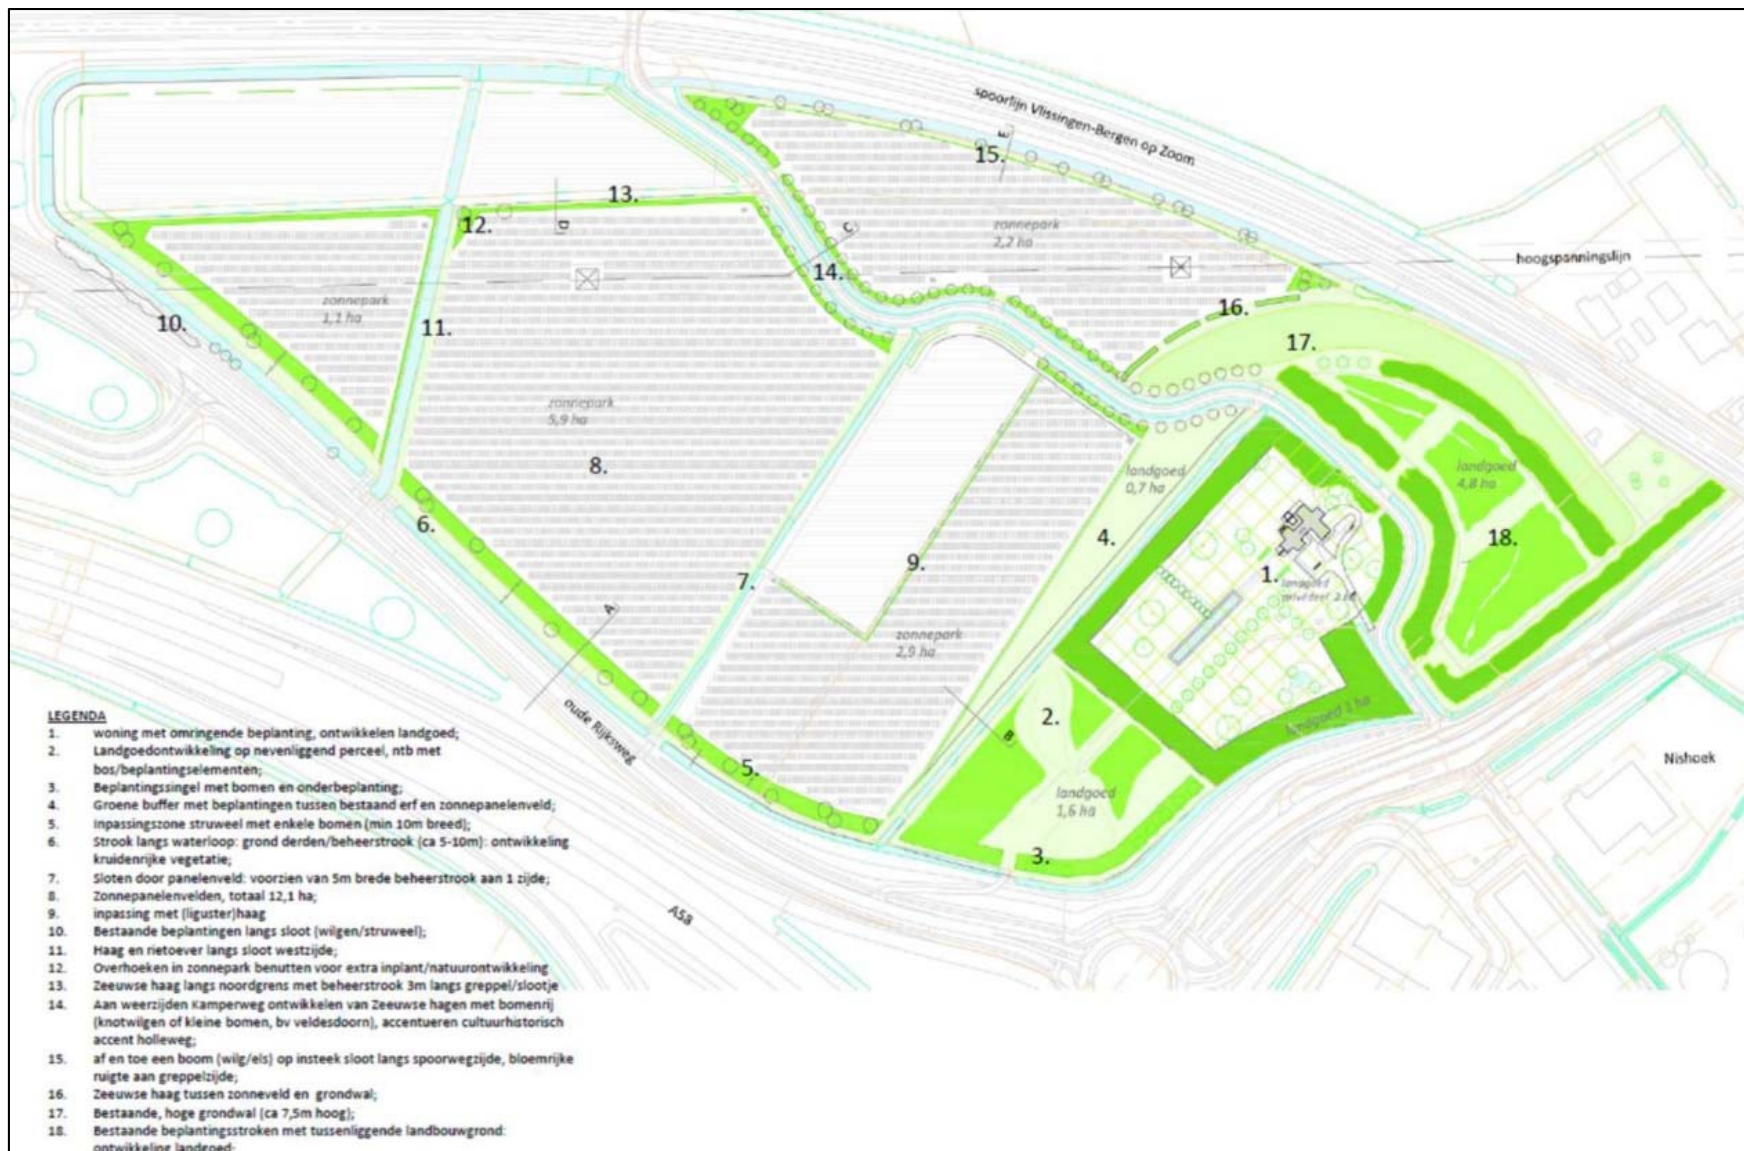 spoorlijn Vlissingen-Bergen op Zoom
E
15.
13.
12.
D
C
14.
zonnepark
2,2 ha
hoogspanningslijn
zonnepark
1,1 ha
10.
11.
16.
17.
zonnepark
5,9 ha
8.
landgoed
0,7 ha
landgoed
4,8 ha
6.
4.
18.
9.
7.
1.
landgoed
A
zonnepark
2,9 ha
oude Rijksweg
2.
B
landgoed 1 ha
Nishoek
5.
landgoed
1,6 ha
3.
A58
LEGENDA
1. woning met omringende beplanting, ontwikkelen landgoed;
2. Landgoedontwikkeling op nevenliggend perceel, ntb met
bos/beplantingselementen;
3. Beplantingssingel met bomen en onderbeplanting;
4. Groene buffer met beplantingen tussen bestaand erf en zonnepanelenveld;
5. Inpassingszone struweel met enkele bomen (min 10m breed);
6. Strook langs waterloop: grond derden/beheerstrook (ca 5-10m): ontwikkeling
kruidenrijke vegetatie;
7. Sloten door panelenveld: voorzien van 5m brede beheerstrook aan 1 zijde;
8. Zonnepanelenvelden, totaal 12,1 ha;
9. inpassing met (liguster)haag
10. Bestaande beplantingen langs sloot (wilgen/struweel);
11. Haag en rietoever langs sloot westzijde;
12. Overhoeken in zonnepark benutten voor extra inplant/natuurontwikkeling
13. Zeeuwse haag langs noordgrens met beheerstrook 3m langs greppel/slootje
14. Aan weerzijden Kamperweg ontwikkelen van Zeeuwse hagen met bomenrij
(knotwilgen of kleine bomen, bv veldesdoorn), accentueren cultuurhistorisch
accent holleweg;
15. af en toe een boom (wilg/els) op insteek sloot langs spoorwegzijde, bloemrijke
ruigte aan greppelzijde;
16. Zeeuwse haag tussen zonneveld en grondwal;
17. Bestaande, hoge grondwal (ca 7,5m hoog);
18. Bestaande beplantingsstroken met tussenliggende landbouwgrond:
ontwikkeling landgoed;